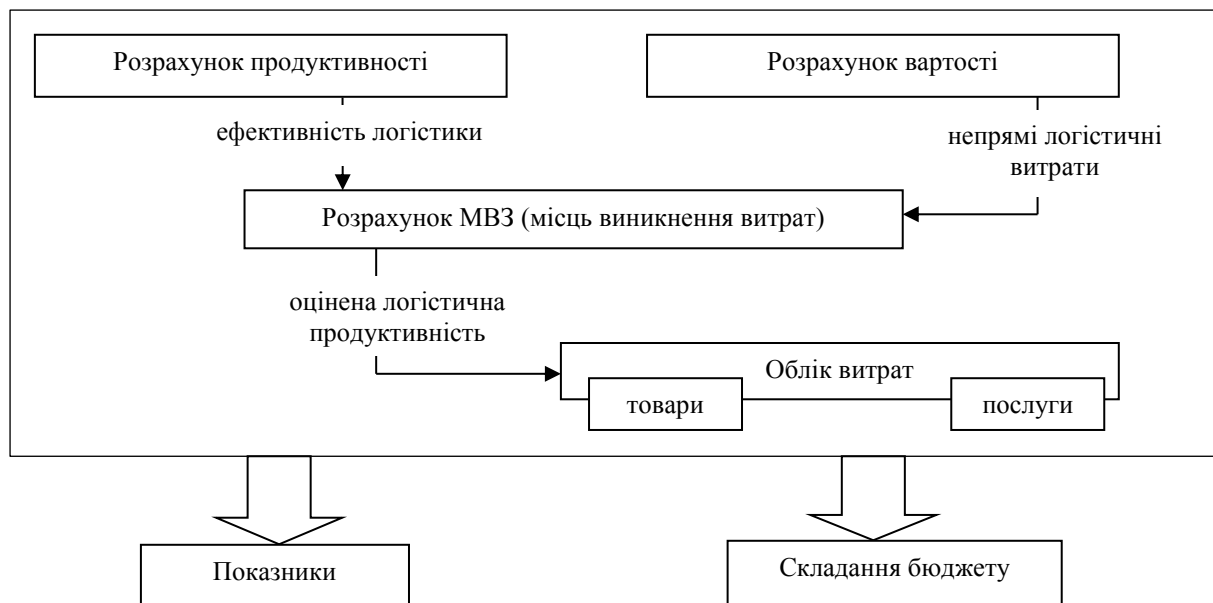 Розрахунок продуктивності
Розрахунок вартості
ефективність логістики
непрямі логістичні
витрати
Розрахунок МВЗ (місць виникнення витрат)
оцінена логістична
продуктивність
Облік витрат
товари
послуги
Показники
Складання бюджету